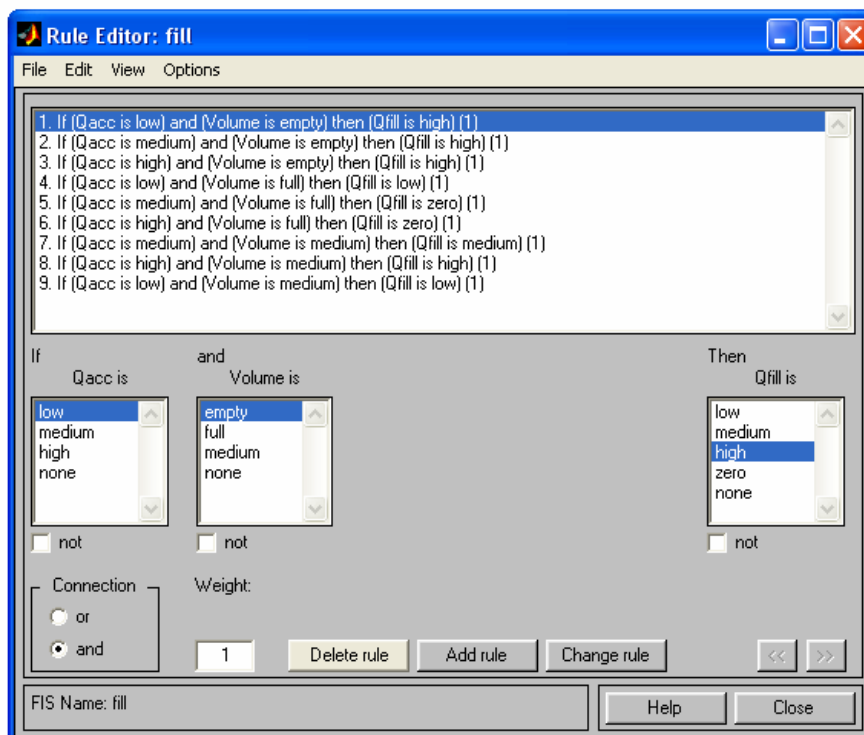 Rule Editor: fill
File Edit View Options
1. If (Qacc is low) and (Volume is empty) then (Qfill is high) (1)
2. If (Qacc is medium) and (Volume is empty) then (Qfill is high) (1)
3. If (Qacc is high) and (Volume is empty) then (Qfill is high) (1)
4. If (Qacc is low) and (Volume is full) then (Qfill is low) (1)
5. If (Qacc is medium) and (Volume is full) then (Qfill is zero) (1)
6. If (Qacc is high) and (Volume is full) then (Qfill is zero) (1)
7. If (Qacc is medium) and (Volume is medium) then (Qfill is medium) (1)
8. If (Qacc is high) and (Volume is medium) then (Qfill is high) (1)
9. If (Qacc is low) and (Volume is medium) then (Qfill is low) (1)
If
Qacc is
low
medium
high
none
not
and
Volume is
empty
full
medium
none
not
Then
Qfill is
low
medium
high
zero
none
not
Connection
or
and
Weight:
1
Delete rule
Add rule
Change rule
<<
>>
FIS Name: fill
Help
Close